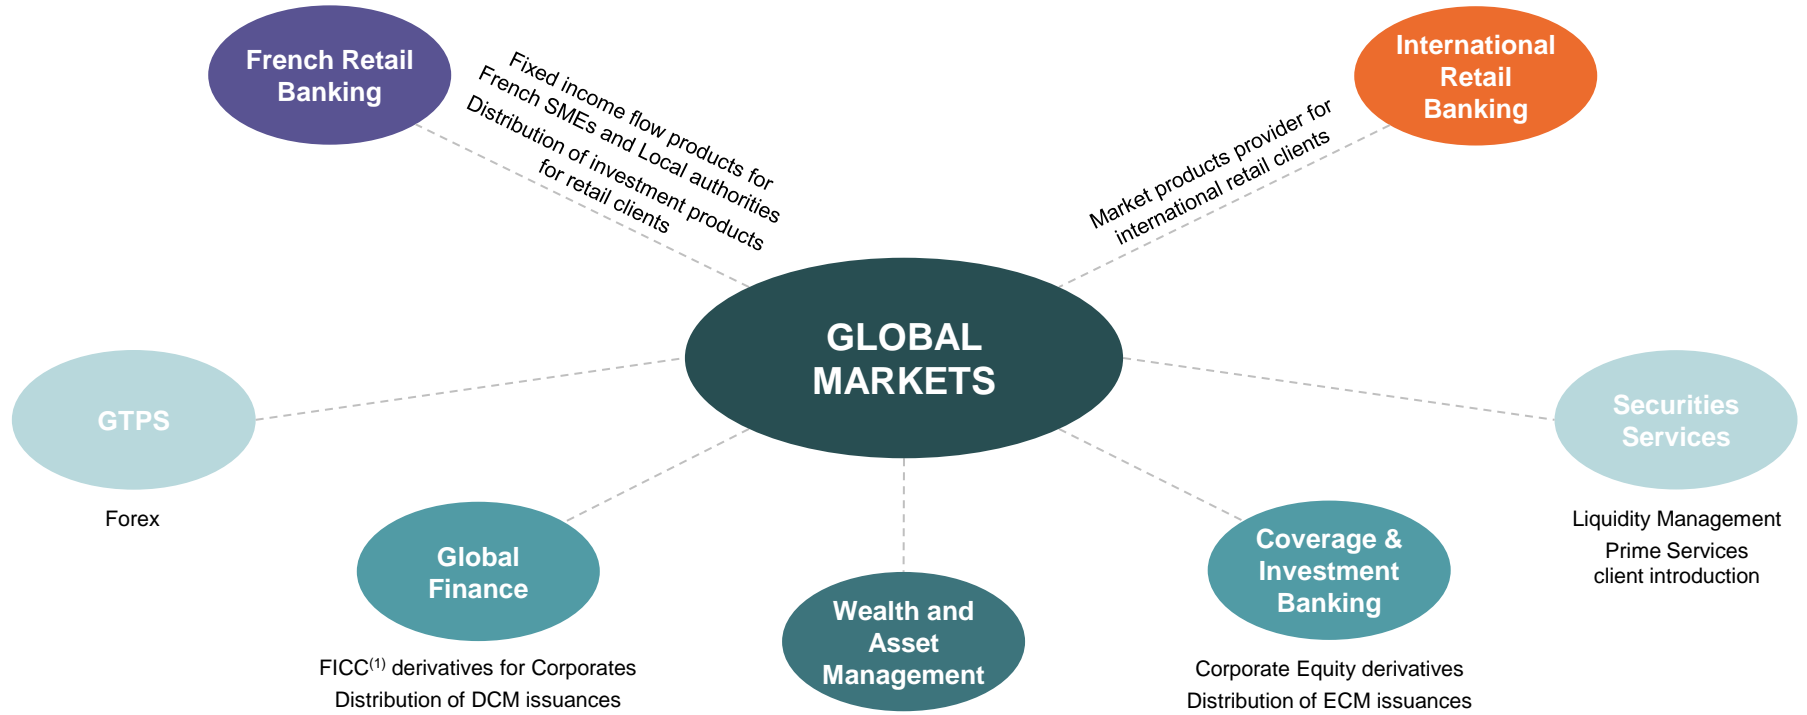 French Retail
Banking
Fixed income flow products for
French SMEs and Local authorities
Distribution of investment products
for retail clients
International
Retail
Banking
Market products provider for
international retail clients
GLOBAL
MARKETS
GTPS
Forex
Securities
Services
Liquidity Management
Prime Services
client introduction
Global
Finance
FICC(1) derivatives for Corporates
Distribution of DCM issuances
Wealth and
Asset
Management
Coverage &
Investment
Banking
Corporate Equity derivatives
Distribution of ECM issuances